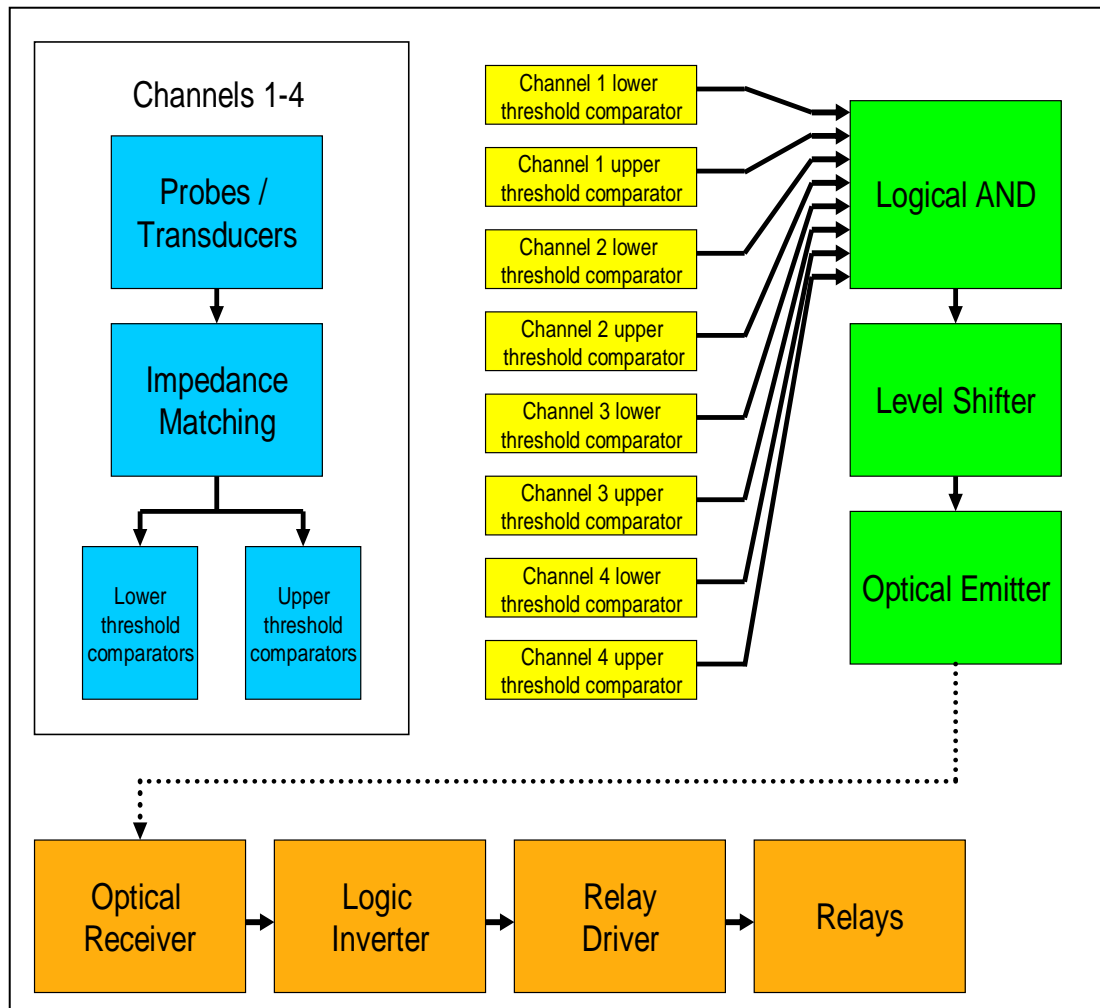 Channels 1-4
Probes /
Transducers
Impedance
Matching
Lower
threshold
comparators
Upper
threshold
comparators
Channel 1 lower
threshold comparator
Channel 1 upper
threshold comparator
Channel 2 lower
threshold comparator
Channel 2 upper
threshold comparator
Channel 3 lower
threshold comparator
Channel 3 upper
threshold comparator
Channel 4 lower
threshold comparator
Channel 4 upper
threshold comparator
Logical AND
Level Shifter
Optical Emitter
Optical
Receiver
Logic
Inverter
Relay
Driver
Relays